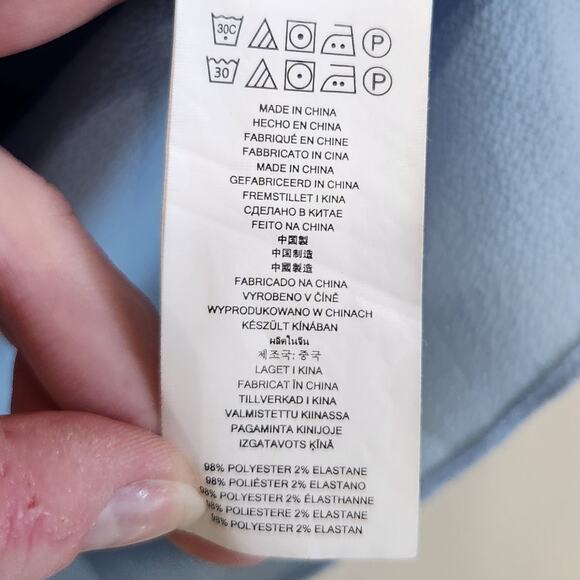 30C P
30 P
MADE IN CHINA
HECHO EN CHINA
FABRIQUÉ EN CHINE
FABBRICATO IN CINA
MADE IN CHINA
GEFABRICEERD IN CHINA
FREMSTILLET I KINA
СДЕЛАНО В КИТАЕ
FEITO NA CHINA
中国製
中国制造
中國製造
FABRICADO NA CHINA
VYROBENO V ČÍNĚ
WYPRODUKOWANO W CHINACH
KÉSZÜLT KÍNÁBAN
ผลิตในจีน
제조국: 중국
LAGET I KINA
FABRICAT ÎN CHINA
TILLVERKAD I KINA
VALMISTETTU KIINASSA
PAGAMINTA KINIJOJE
IZGATAVOTS ĶĪNĀ
98% POLYESTER 2% ELASTANE
98% POLIÉSTER 2% ELASTANO
98% POLYESTER 2% ÉLASTHANNE
98% POLIESTERE 2% ELASTANE
98% POLYESTER 2% ELASTAN